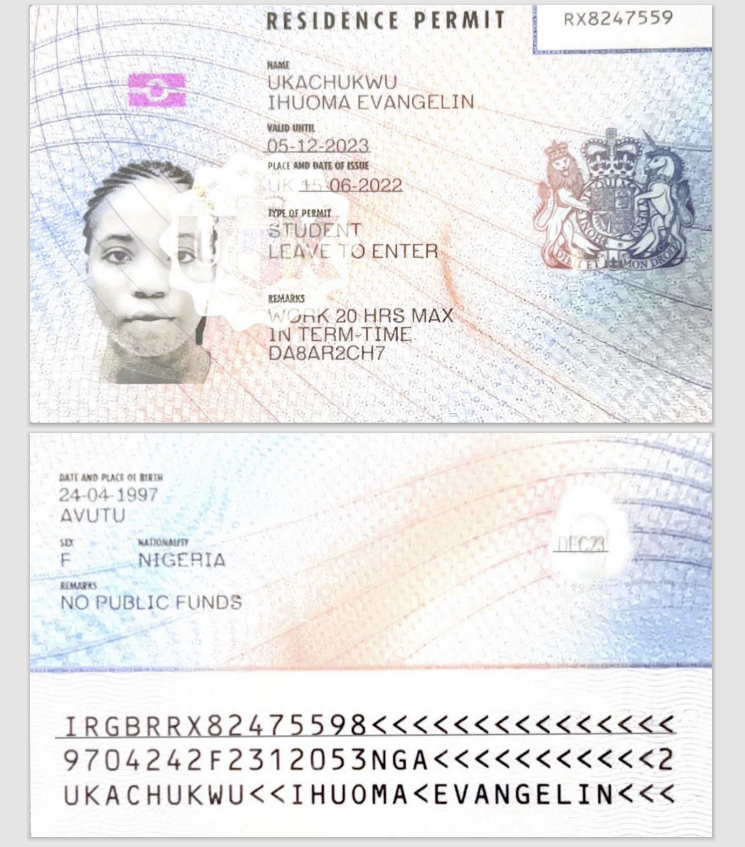 RESIDENCE PERMIT
RX8247559
NAME
UKACHUKWU
IHUOMA EVANGELIN
VALID UNTIL
05-12-2023
PLACE AND DATE OF ISSUE
UK 15-06-2022
TYPE OF PERMIT
STUDENT
LEAVE TO ENTER
REMARKS
WORK 20 HRS MAX
IN TERM-TIME
DA8AR2CH7
DIEU ET MON DROIT
DATE AND PLACE OF BIRTH
24-04-1997
AVUTU
SEX NATIONALITY
F NIGERIA
REMARKS
NO PUBLIC FUNDS
DEC23
IRGBRRX82475598<<<<<<<<<<<<<<<
9704242F2312053NGA<<<<<<<<<<<2
UKACHUKWU<<IHUOMA<EVANGELIN<<<